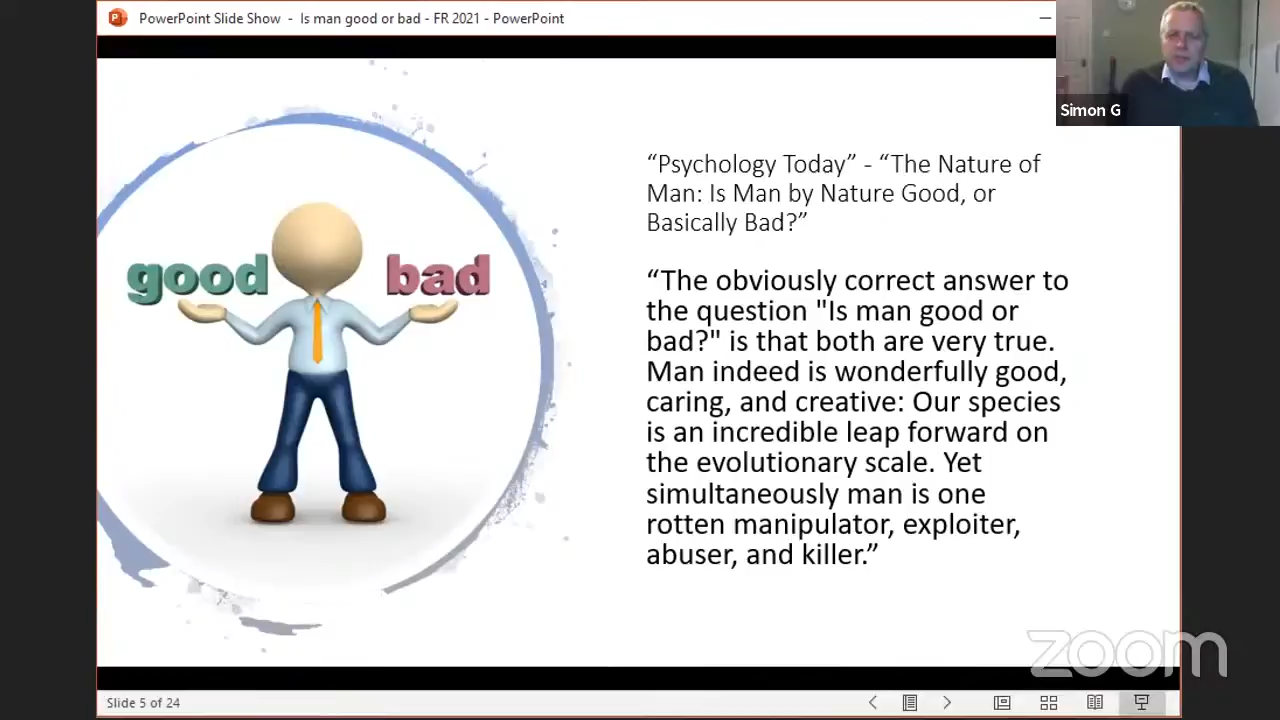 PowerPoint Slide Show - Is man good or bad - FR 2021 - PowerPoint
Simon G
good
bad
“Psychology Today” - “The Nature of
Man: Is Man by Nature Good, or
Basically Bad?”
“The obviously correct answer to
the question "Is man good or
bad?" is that both are very true.
Man indeed is wonderfully good,
caring, and creative: Our species
is an incredible leap forward on
the evolutionary scale. Yet
simultaneously man is one
rotten manipulator, exploiter,
abuser, and killer.”
zoom
Slide 5 of 24